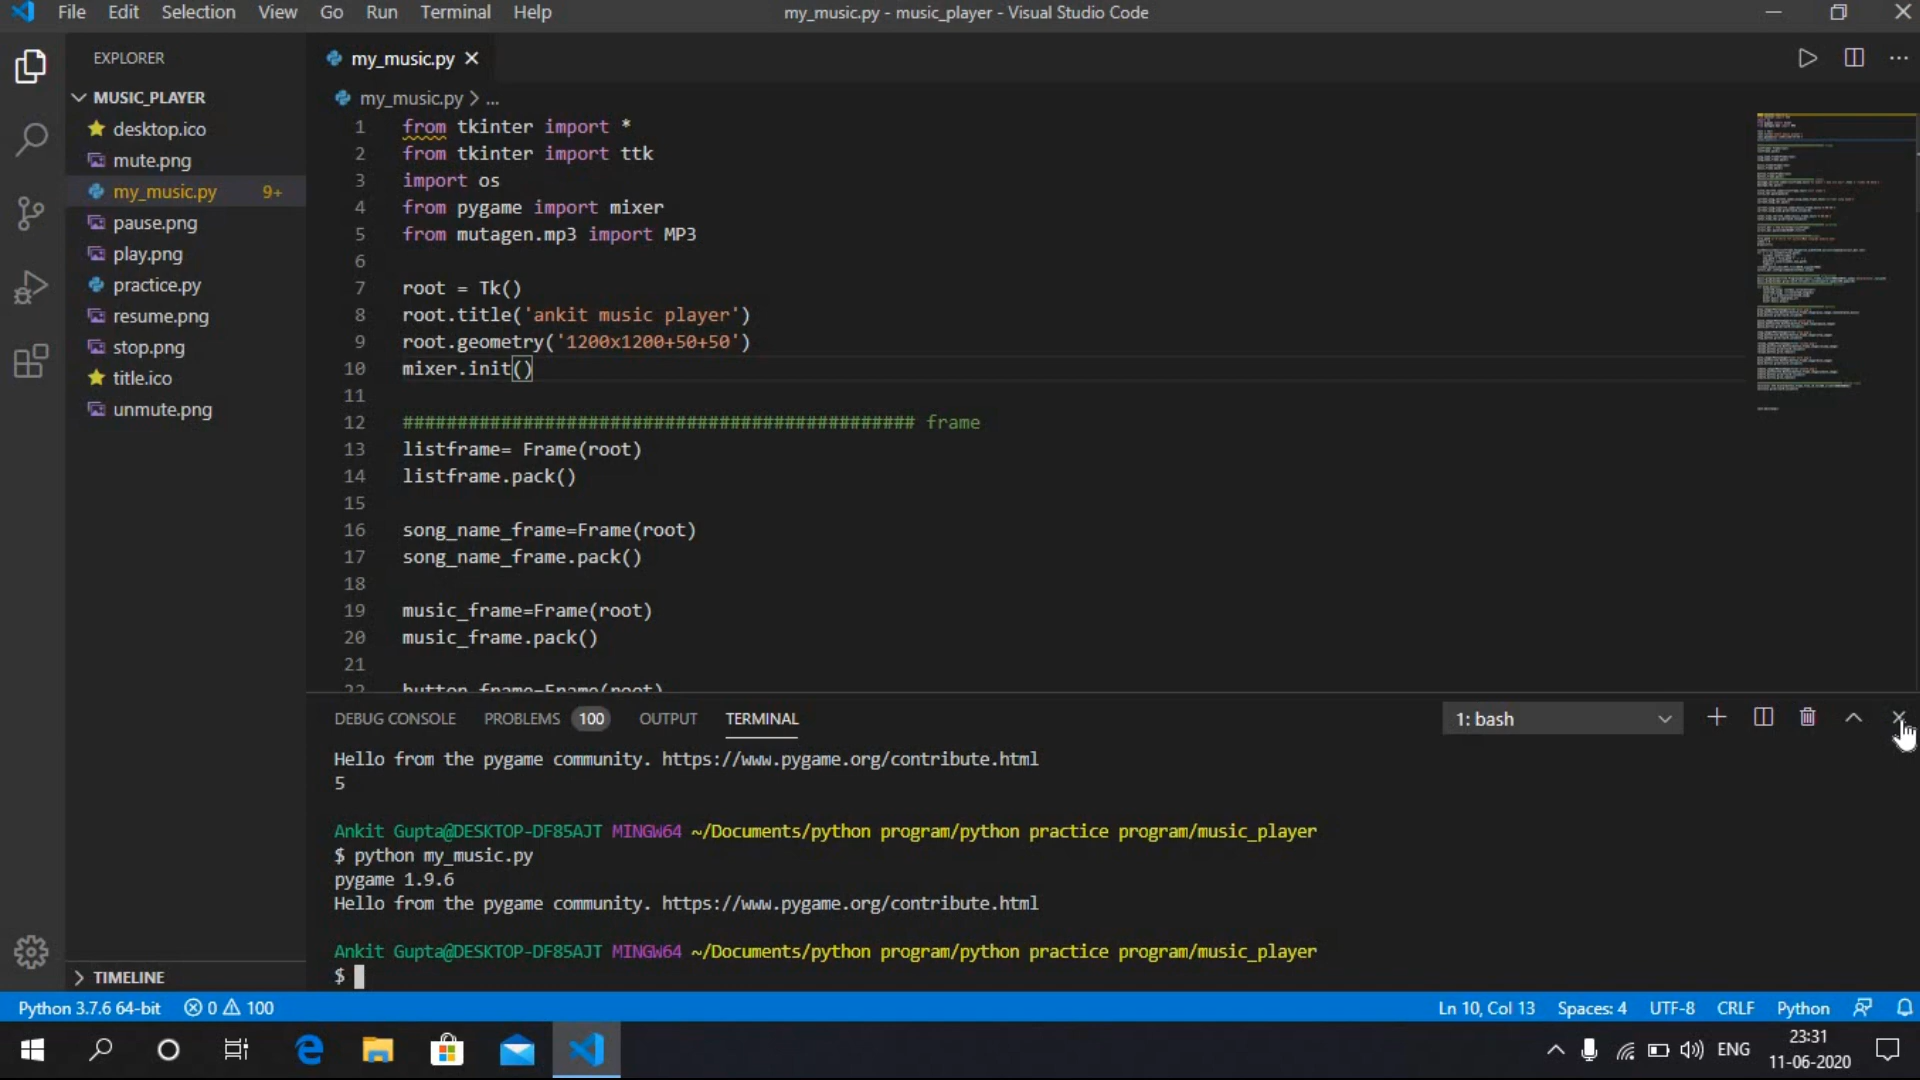 File Edit Selection View Go Run Terminal Help
my_music.py - music_player - Visual Studio Code
EXPLORER
MUSIC_PLAYER
desktop.ico
mute.png
my_music.py 9+
pause.png
play.png
practice.py
resume.png
stop.png
title.ico
unmute.png
TIMELINE
my_music.py
my_music.py > ...
1 from tkinter import *
2 from tkinter import ttk
3 import os
4 from pygame import mixer
5 from mutagen.mp3 import MP3
6
7 root = Tk()
8 root.title('ankit music player')
9 root.geometry('1200x1200+50+50')
10 mixer.init()
11
12 ############################################### frame
13 listframe= Frame(root)
14 listframe.pack()
15
16 song_name_frame=Frame(root)
17 song_name_frame.pack()
18
19 music_frame=Frame(root)
20 music_frame.pack()
21
22 button_frame=Frame(root)
DEBUG CONSOLE PROBLEMS 100 OUTPUT TERMINAL
1: bash
Hello from the pygame community. https://www.pygame.org/contribute.html
5
Ankit Gupta@DESKTOP-DF85AJT MINGW64 ~/Documents/python program/python practice program/music_player
$ python my_music.py
pygame 1.9.6
Hello from the pygame community. https://www.pygame.org/contribute.html
Ankit Gupta@DESKTOP-DF85AJT MINGW64 ~/Documents/python program/python practice program/music_player
$
Python 3.7.6 64-bit 0 100
Ln 10, Col 13 Spaces: 4 UTF-8 CRLF Python
ENG
23:31
11-06-2020